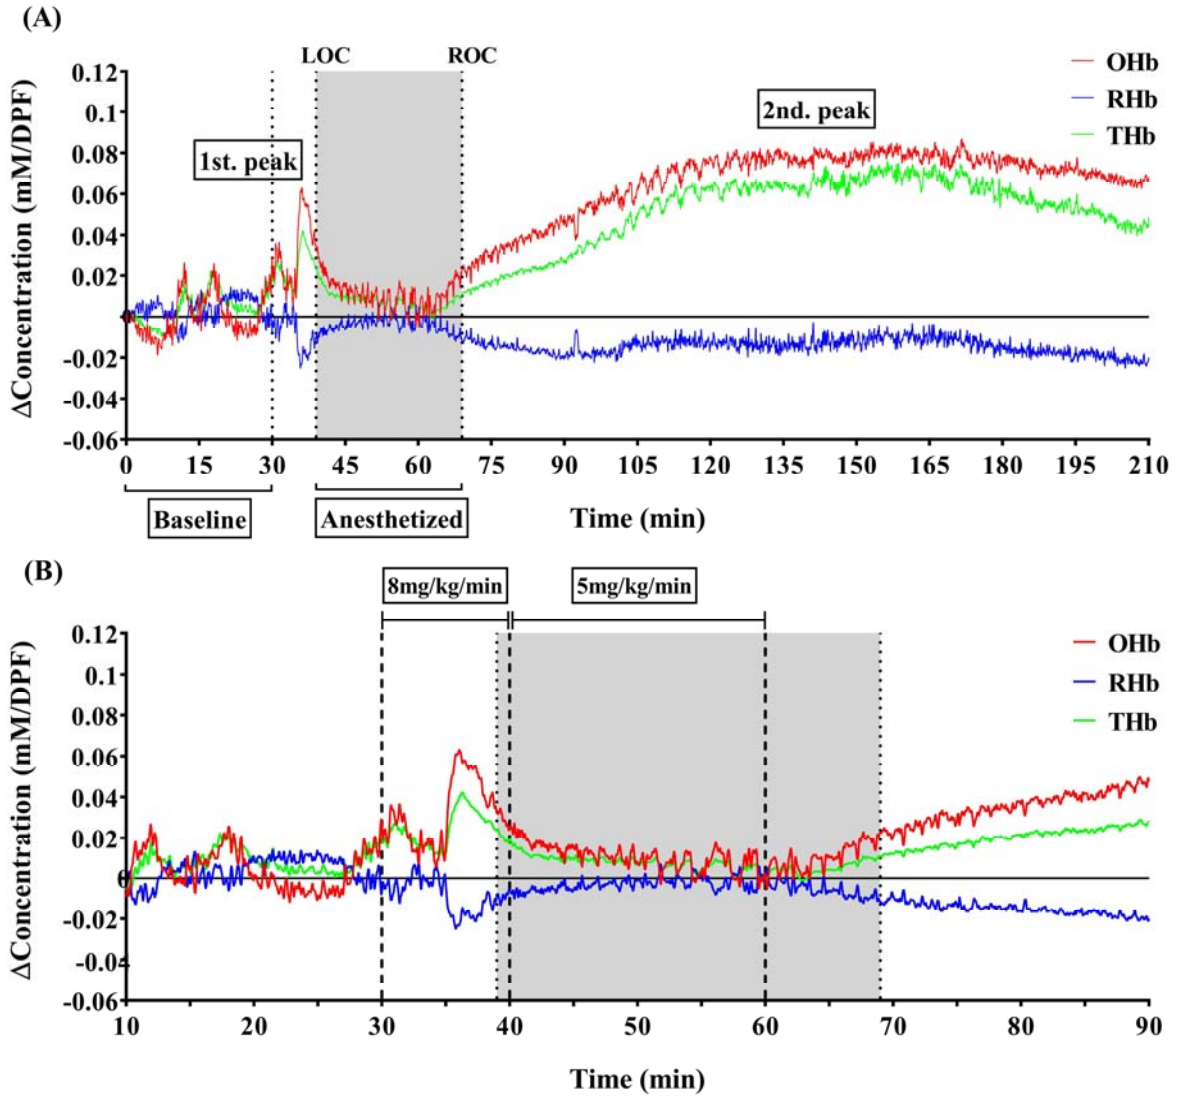 (A)
LOC ROC
OHb
RHb
THb
1st. peak
2nd. peak
ΔConcentration (mM/DPF)
0.12
0.1
0.08
0.06
0.04
0.02
0
-0.02
-0.04
-0.06
0 15 30 45 60 75 90 105 120 135 150 165 180 195 210
Baseline Anesthetized Time (min)
(B)
8mg/kg/min 5mg/kg/min
OHb
RHb
THb
ΔConcentration (mM/DPF)
0.12
0.1
0.08
0.06
0.04
0.02
0
-0.02
-0.04
-0.06
10 20 30 40 50 60 70 80 90
Time (min)